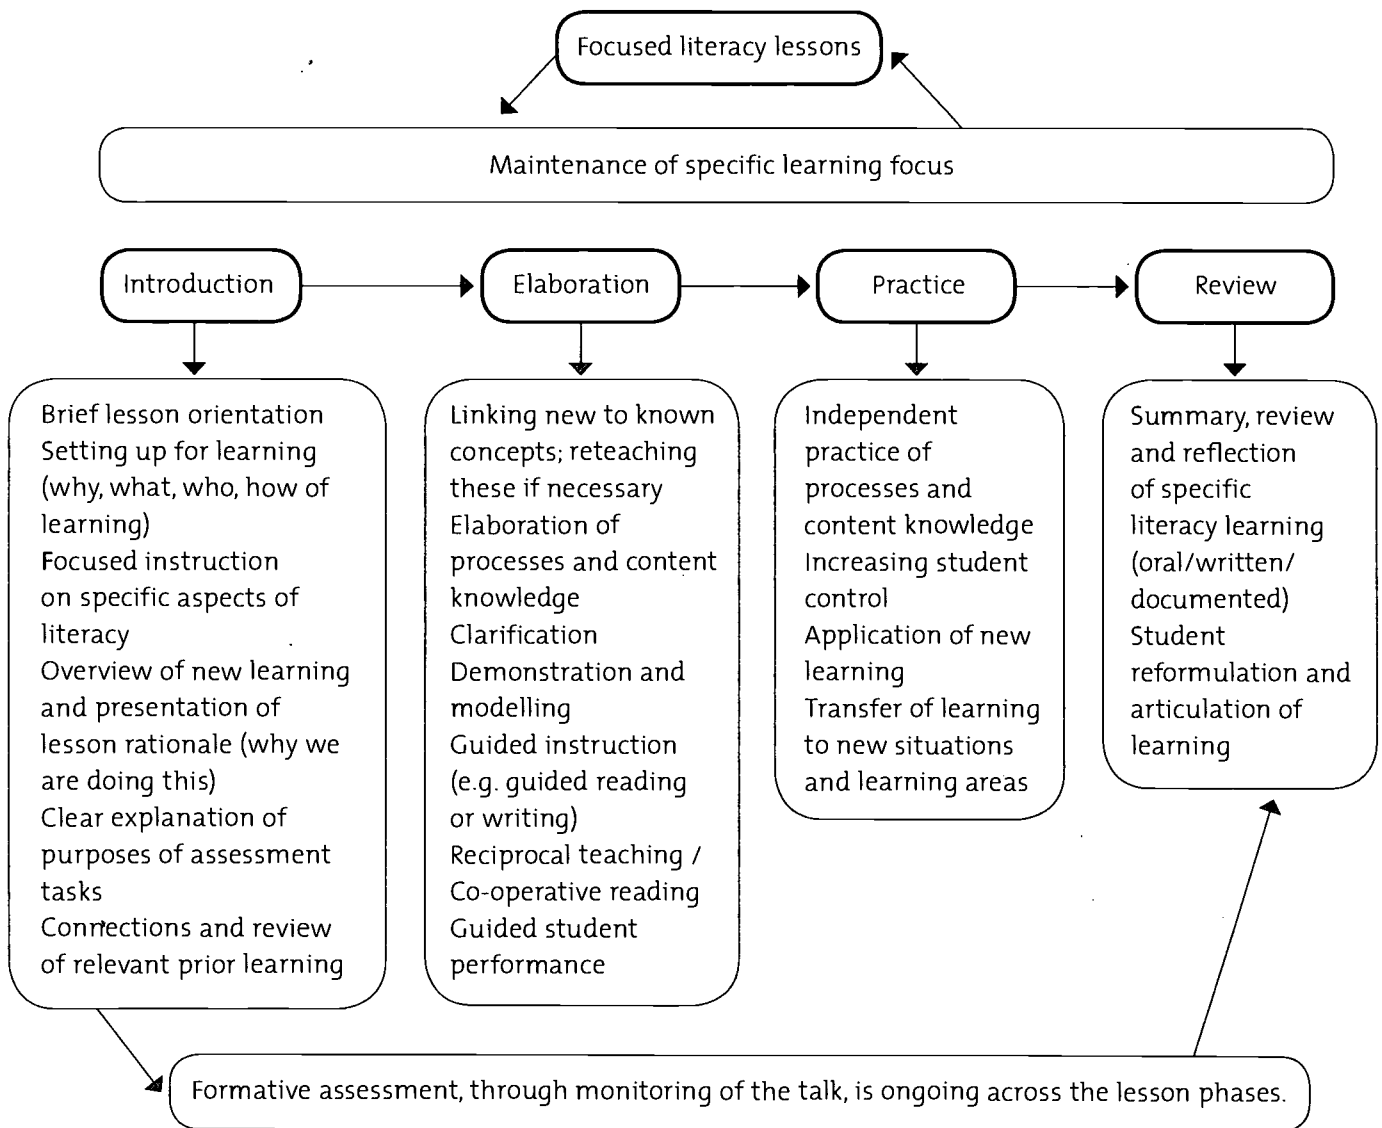 Focused literacy lessons
Maintenance of specific learning focus
Introduction
Elaboration
Practice
Review
Brief lesson orientation
Setting up for learning
(why, what, who, how of
learning)
Focused instruction
on specific aspects of
literacy
Overview of new learning
and presentation of
lesson rationale (why we
are doing this)
Clear explanation of
purposes of assessment
tasks
Connections and review
of relevant prior learning
Linking new to known
concepts; reteaching
these if necessary
Elaboration of
processes and content
knowledge
Clarification
Demonstration and
modelling
Guided instruction
(e.g. guided reading
or writing)
Reciprocal teaching /
Co-operative reading
Guided student
performance
Independent
practice of
processes and
content knowledge
Increasing student
control
Application of new
learning
Transfer of learning
to new situations
and learning areas
Summary, review
and reflection
of specific
literacy learning
(oral/written/
documented)
Student
reformulation and
articulation of
learning
Formative assessment, through monitoring of the talk, is ongoing across the lesson phases.